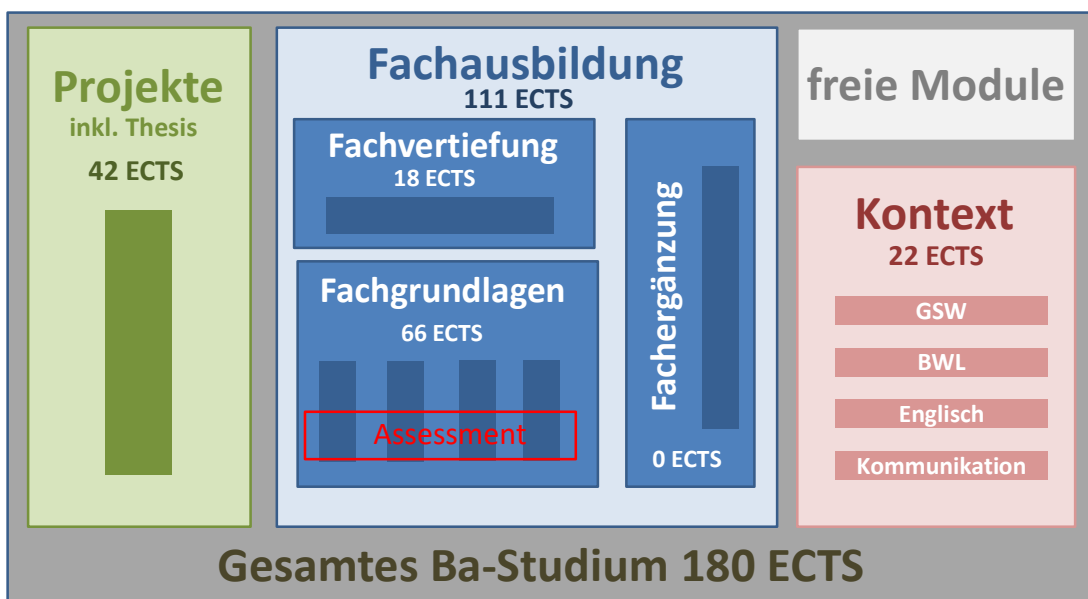 Projekte
inkl. Thesis
42 ECTS
Fachausbildung
111 ECTS
Fachvertiefung
18 ECTS
Fachgrundlagen
66 ECTS
Assessment
Fachergänzung
0 ECTS
freie Module
Kontext
22 ECTS
GSW
BWL
Englisch
Kommunikation
Gesamtes Ba-Studium 180 ECTS